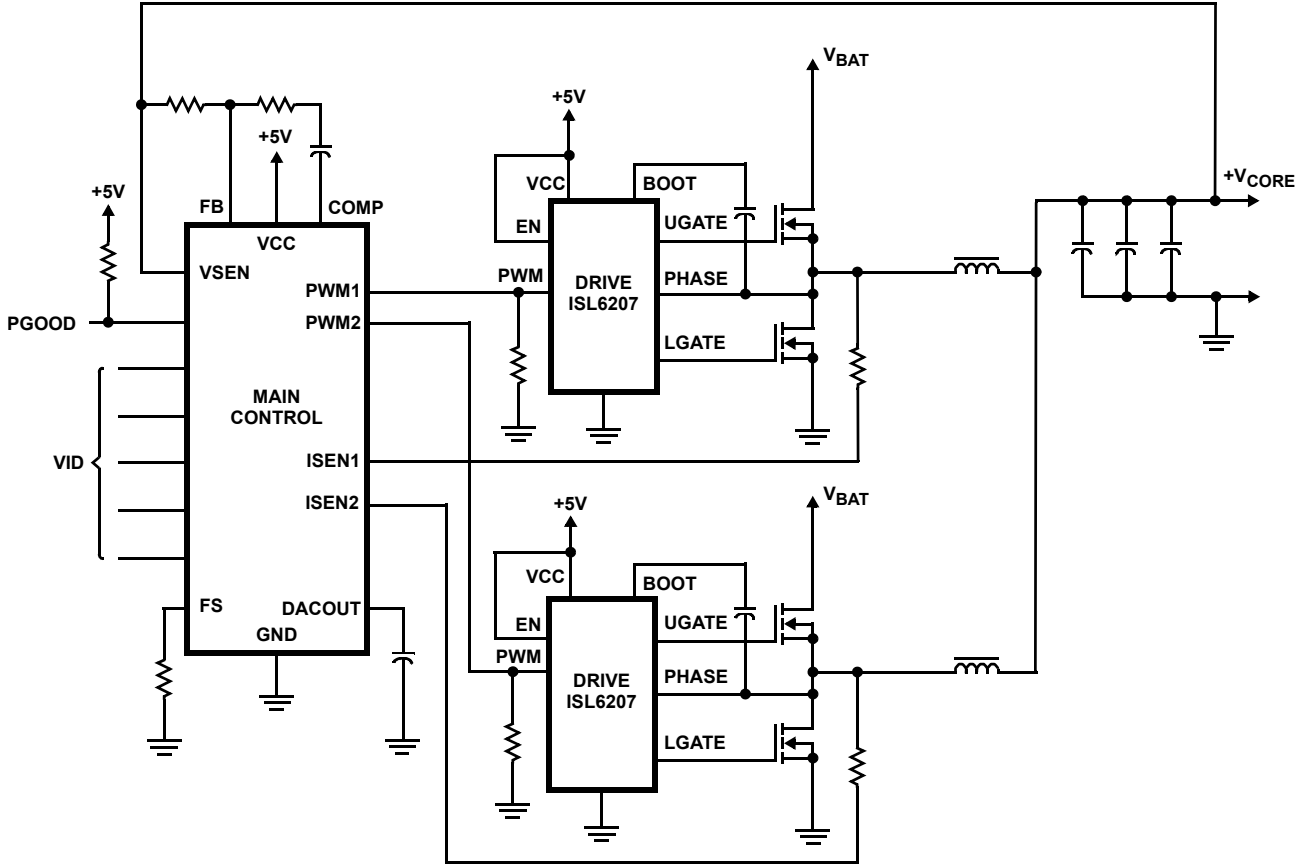 V_BAT
+5V
+5V
+5V
VCC
BOOT
+V_CORE
FB
COMP
VCC
EN
UGATE
VSEN
PWM
PHASE
PWM1
DRIVE
ISL6207
PGOOD
PWM2
LGATE
MAIN
CONTROL
VID
ISEN1
ISEN2
V_BAT
+5V
VCC
BOOT
FS
DACOUT
EN
UGATE
GND
PWM
PHASE
DRIVE
ISL6207
LGATE